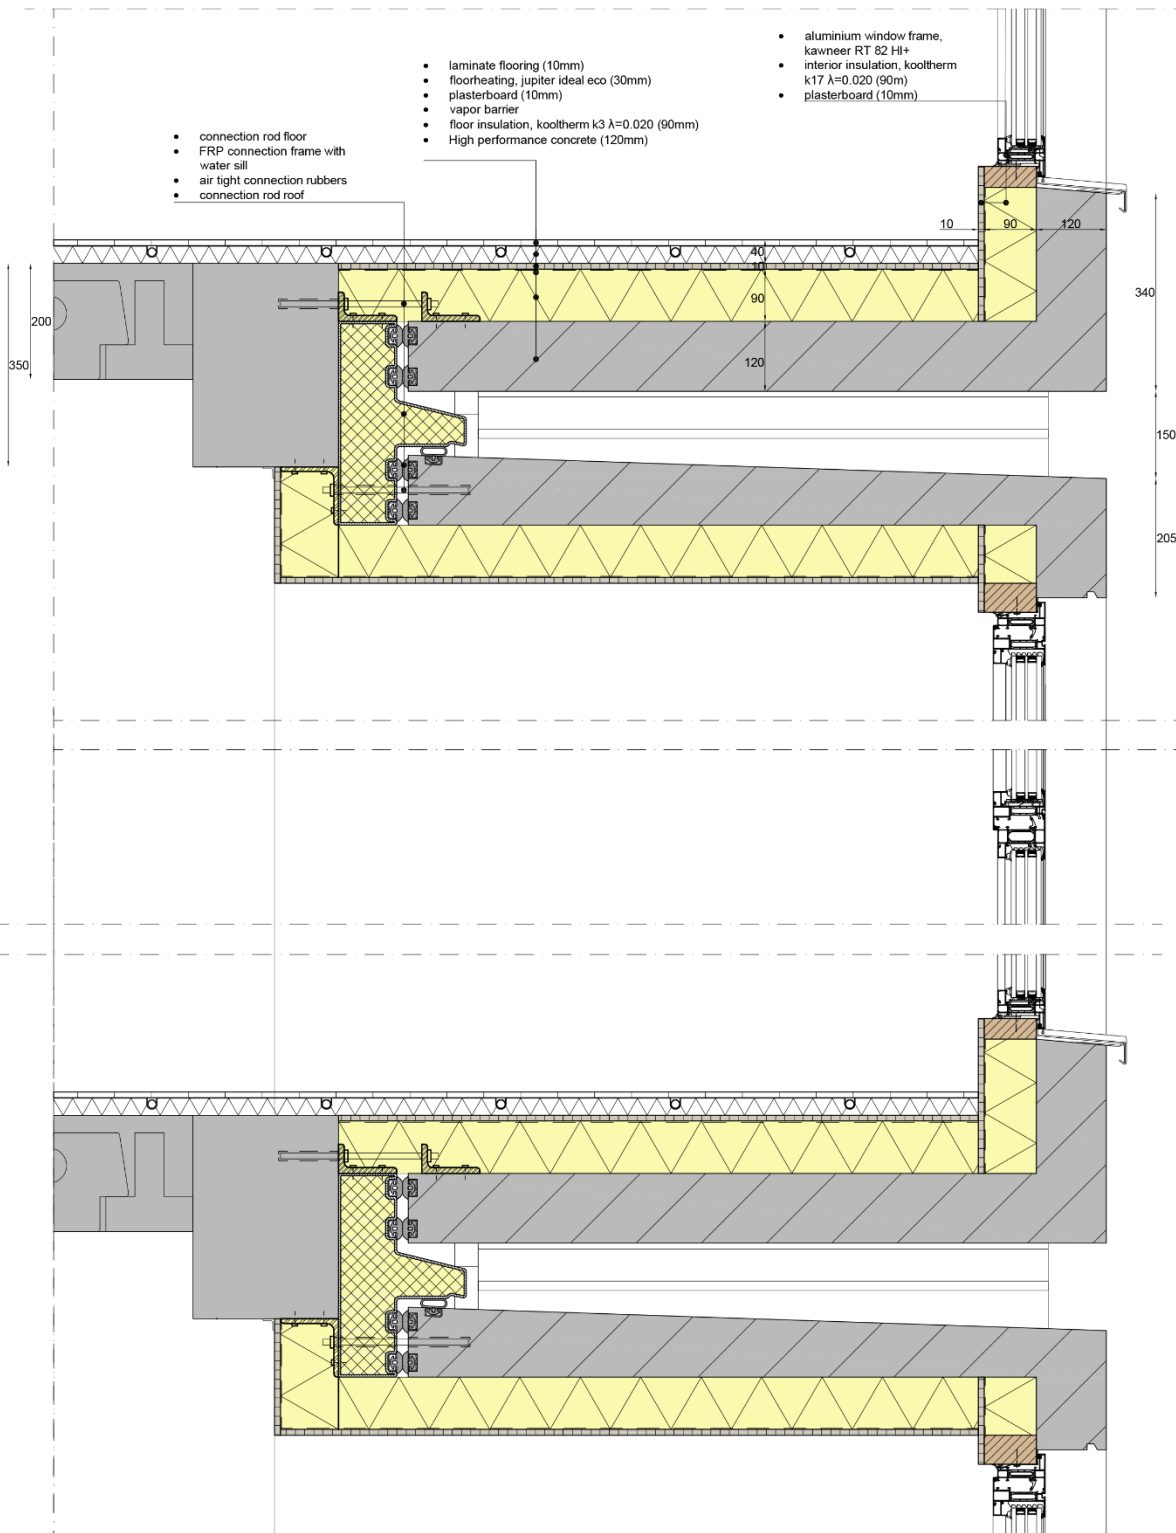 • aluminium window frame,
kawneer RT 82 HI+
• interior insulation, kooltherm
k17 λ=0.020 (90m)
• plasterboard (10mm)
• laminate flooring (10mm)
• floorheating, jupiter ideal eco (30mm)
• plasterboard (10mm)
• vapor barrier
• floor insulation, kooltherm k3 λ=0.020 (90mm)
• High performance concrete (120mm)
• connection rod floor
• FRP connection frame with
water sill
• air tight connection rubbers
• connection rod roof
10
90
120
40
10
90
120
340
200
350
150
205